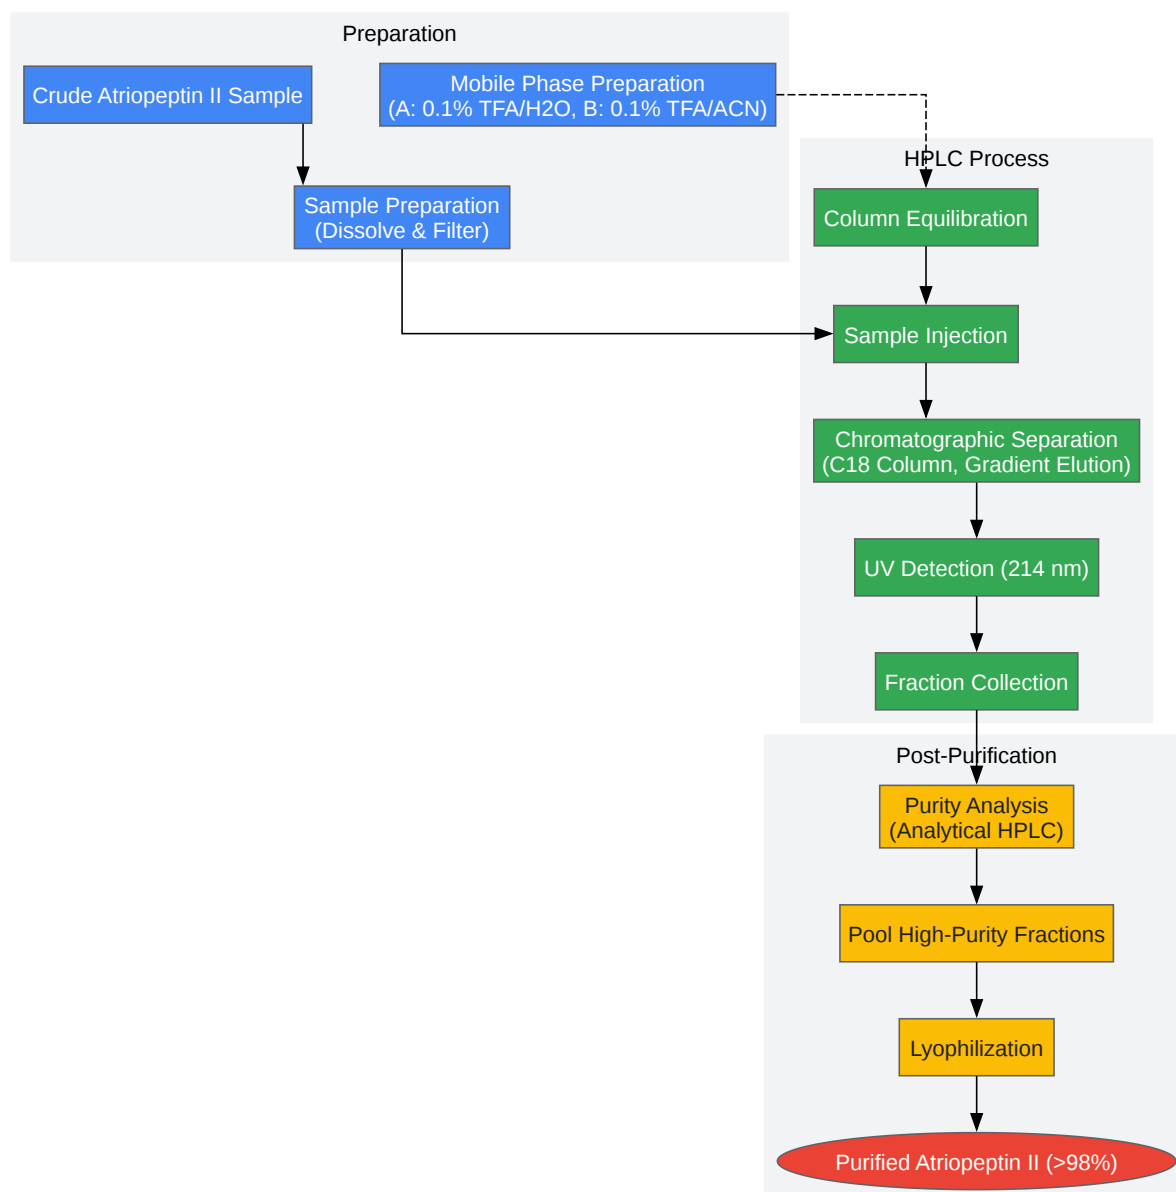 Preparation
Crude Atriopeptin II Sample
Mobile Phase Preparation
(A: 0.1% TFA/H2O, B: 0.1% TFA/ACN)
Sample Preparation
(Dissolve & Filter)
HPLC Process
Column Equilibration
Sample Injection
Chromatographic Separation
(C18 Column, Gradient Elution)
UV Detection (214 nm)
Fraction Collection
Post-Purification
Purity Analysis
(Analytical HPLC)
Pool High-Purity Fractions
Lyophilization
Purified Atriopeptin II (>98%)